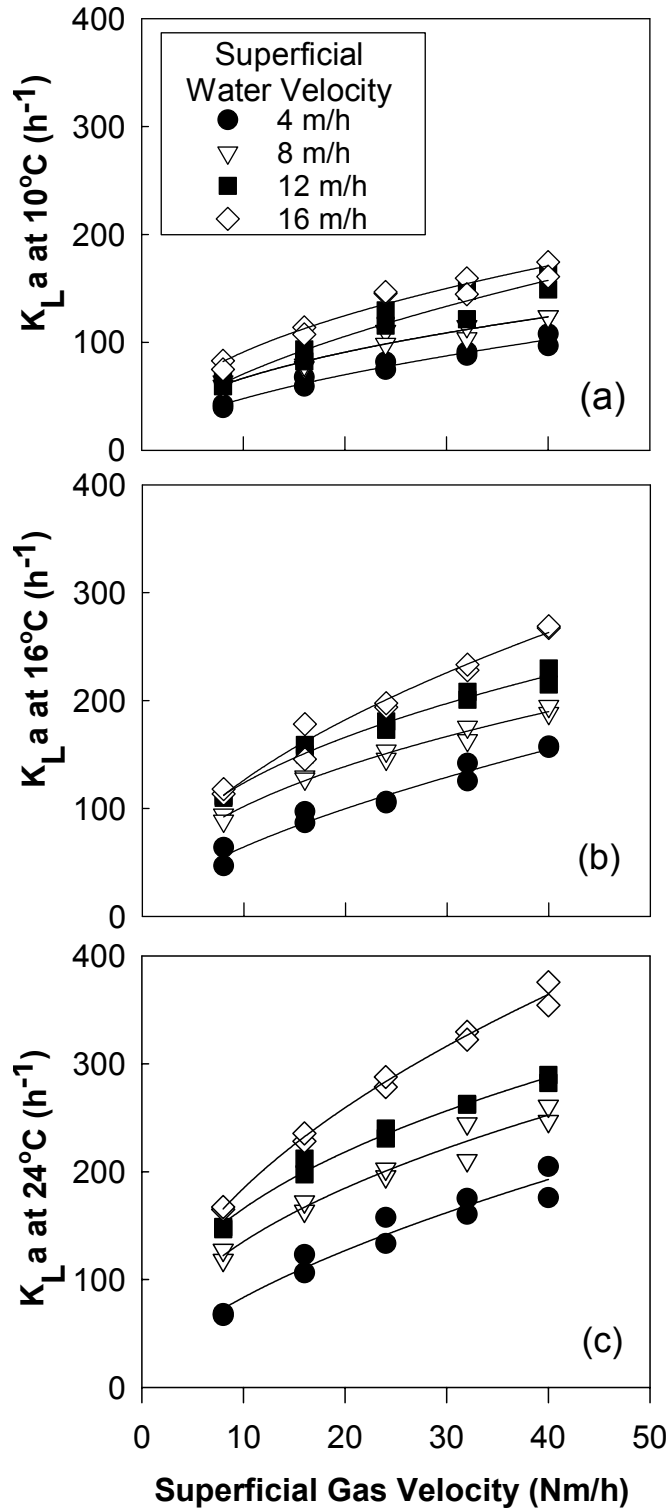 400
300
200
100
0
K_L a at 10°C (h⁻¹)
Superficial
Water Velocity
4 m/h
8 m/h
12 m/h
16 m/h
(a)
400
300
200
100
0
K_L a at 16°C (h⁻¹)
(b)
400
300
200
100
0
K_L a at 24°C (h⁻¹)
(c)
0 10 20 30 40 50
Superficial Gas Velocity (Nm/h)